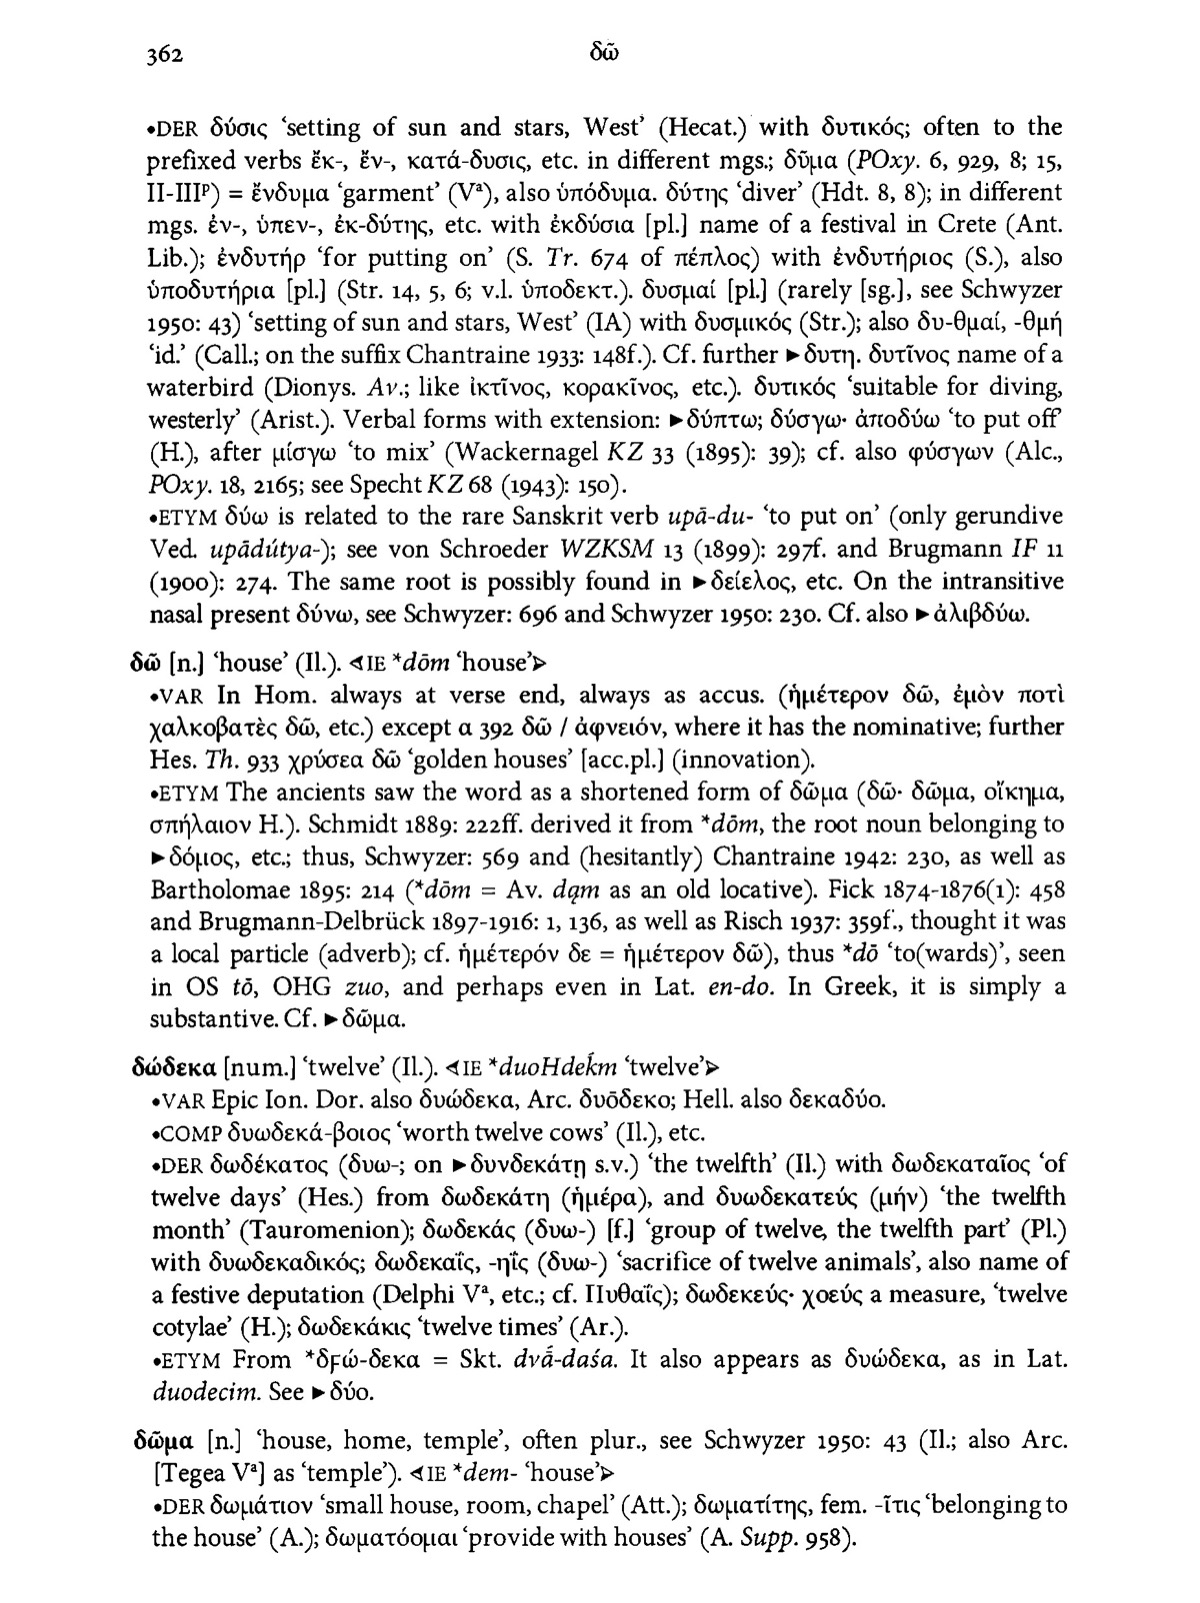 362
δῶ
•DER δύσις ‘setting of sun and stars, West’ (Hecat.) with δυτικός; often to the
prefixed verbs ἔκ-, ἔν-, κατά-δυσις, etc. in different mgs.; δῦμα (POxy. 6, 929, 8; 15,
II-IIIᵖ) = ἔνδυμα ‘garment’ (Vᵃ), also ὑπόδυμα. δύτης ‘diver’ (Hdt. 8, 8); in different
mgs. ἐν-, ὑπεν-, ἐκ-δύτης, etc. with ἐκδύσια [pl.] name of a festival in Crete (Ant.
Lib.); ἐνδυτήρ ‘for putting on’ (S. Tr. 674 of πέπλος) with ἐνδυτήριος (S.), also
ὑποδυτήρια [pl.] (Str. 14, 5, 6; v.l. ὑποδεκτ.). δυσμαί [pl.] (rarely [sg.], see Schwyzer
1950: 43) ‘setting of sun and stars, West’ (IA) with δυσμικός (Str.); also δυ-θμαί, -θμή
‘id.’ (Call.; on the suffix Chantraine 1933: 148f.). Cf. further ►δυτη. δυτῖνος name of a
waterbird (Dionys. Av.; like ἰκτῖνος, κορακῖνος, etc.). δυτικός ‘suitable for diving,
westerly’ (Arist.). Verbal forms with extension: ►δύπτω; δύσγω· ἀποδύω ‘to put off’
(H.), after μίσγω ‘to mix’ (Wackernagel KZ 33 (1895): 39); cf. also φύσγων (Alc.,
POxy. 18, 2165; see Specht KZ 68 (1943): 150).
•ETYM δύω is related to the rare Sanskrit verb upā-du- ‘to put on’ (only gerundive
Ved. upādútya-); see von Schroeder WZKSM 13 (1899): 297f. and Brugmann IF 11
(1900): 274. The same root is possibly found in ►δείελος, etc. On the intransitive
nasal present δύνω, see Schwyzer: 696 and Schwyzer 1950: 230. Cf. also ►ἁλιβδύω.
δῶ [n.] ‘house’ (Il.). ⊲IE *dōm ‘house’⊳
•VAR In Hom. always at verse end, always as accus. (ἡμέτερον δῶ, ἐμὸν ποτὶ
χαλκοβατὲς δῶ, etc.) except α 392 δῶ / ἀφνειόν, where it has the nominative; further
Hes. Th. 933 χρύσεα δῶ ‘golden houses’ [acc.pl.] (innovation).
•ETYM The ancients saw the word as a shortened form of δῶμα (δῶ· δῶμα, οἴκημα,
σπήλαιον H.). Schmidt 1889: 222ff. derived it from *dōm, the root noun belonging to
►δόμος, etc.; thus, Schwyzer: 569 and (hesitantly) Chantraine 1942: 230, as well as
Bartholomae 1895: 214 (*dōm = Av. dąm as an old locative). Fick 1874-1876(1): 458
and Brugmann-Delbrück 1897-1916: 1, 136, as well as Risch 1937: 359f., thought it was
a local particle (adverb); cf. ἡμέτερόν δε = ἡμέτερον δῶ), thus *dō ‘to(wards)’, seen
in OS tō, OHG zuo, and perhaps even in Lat. en-do. In Greek, it is simply a
substantive. Cf. ►δῶμα.
δώδεκα [num.] ‘twelve’ (Il.). ⊲IE *duoHdeḱm ‘twelve’⊳
•VAR Epic Ion. Dor. also δυώδεκα, Arc. δυόδεκο; Hell. also δεκαδύο.
•COMP δυωδεκά-βοιος ‘worth twelve cows’ (Il.), etc.
•DER δωδέκατος (δυω-; on ►δυνδεκάτῃ s.v.) ‘the twelfth’ (Il.) with δωδεκαταῖος ‘of
twelve days’ (Hes.) from δωδεκάτη (ἡμέρα), and δυωδεκατεύς (μήν) ‘the twelfth
month’ (Tauromenion); δωδεκάς (δυω-) [f.] ‘group of twelve, the twelfth part’ (Pl.)
with δυωδεκαδικός; δωδεκαΐς, -ηΐς (δυω-) ‘sacrifice of twelve animals’, also name of
a festive deputation (Delphi Vᵃ, etc.; cf. Πυθαΐς); δωδεκεύς· χοεύς a measure, ‘twelve
cotylae’ (H.); δωδεκάκις ‘twelve times’ (Ar.).
•ETYM From *δϝώ-δεκα = Skt. dvā́-daśa. It also appears as δυώδεκα, as in Lat.
duodecim. See ►δύο.
δῶμα [n.] ‘house, home, temple’, often plur., see Schwyzer 1950: 43 (Il.; also Arc.
[Tegea Vᵃ] as ‘temple’). ⊲IE *dem- ‘house’⊳
•DER δωμάτιον ‘small house, room, chapel’ (Att.); δωματίτης, fem. -ῖτις ‘belonging to
the house’ (A.); δωματόομαι ‘provide with houses’ (A. Supp. 958).